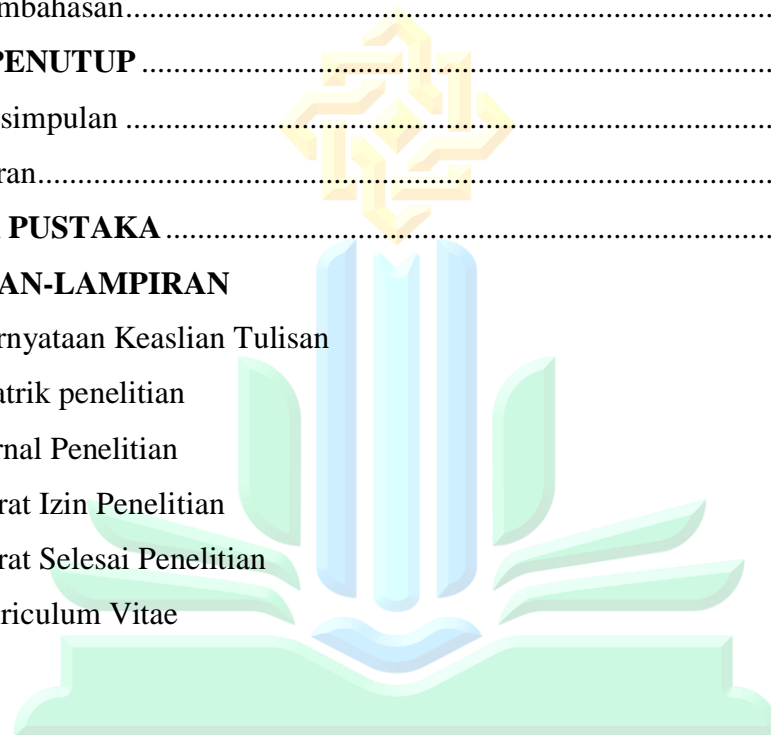 mbahasan...............................................................................
PENUTUP ..............................................................................
simpulan ................................................................................
ran...........................................................................................
PUSTAKA ...........................................................................
AN-LAMPIRAN
rnyataan Keaslian Tulisan
atrik penelitian
rnal Penelitian
rat Izin Penelitian
rat Selesai Penelitian
rriculum Vitae